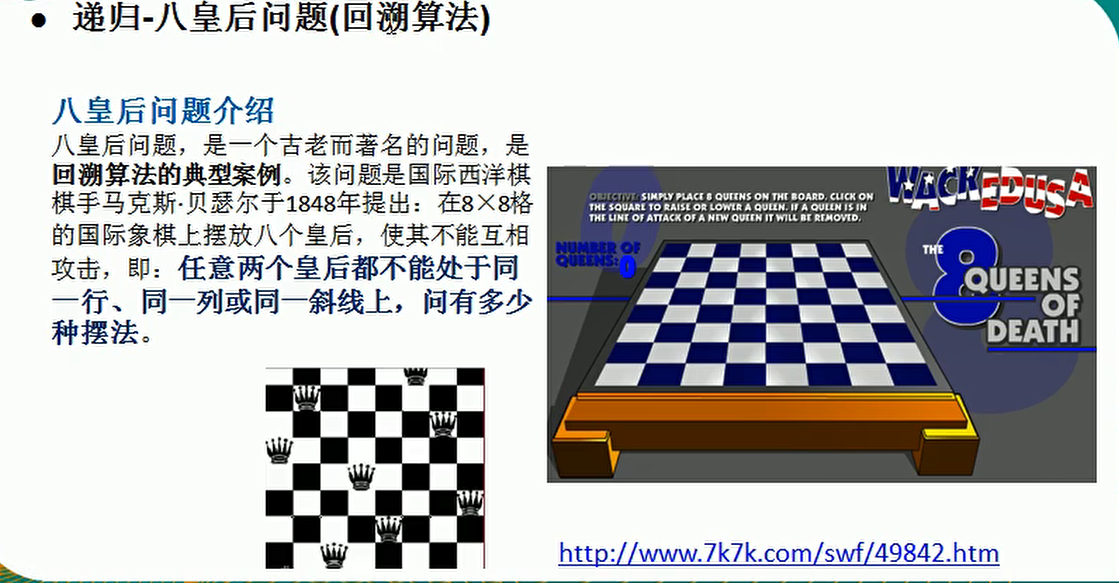 ● 递归-八皇后问题(回溯算法)
八皇后问题介绍
八皇后问题，是一个古老而著名的问题，是
回溯算法的典型案例。该问题是国际西洋棋
棋手马克斯·贝瑟尔于1848年提出：在8×8格
的国际象棋上摆放八个皇后，使其不能互相
攻击，即：任意两个皇后都不能处于同
一行、同一列或同一斜线上，问有多少
种摆法。
WACKEDUSA
OBJECTIVE: SIMPLY PLACE 8 QUEENS ON THE BOARD. CLICK ON
THE SQUARE TO RAISE OR LOWER A QUEEN. IF A QUEEN IS IN
THE LINE OF ATTACK OF A NEW QUEEN IT WILL BE REMOVED.
NUMBER OF
QUEENS:0
THE 8
QUEENS
OF
DEATH
http://www.7k7k.com/swf/49842.htm